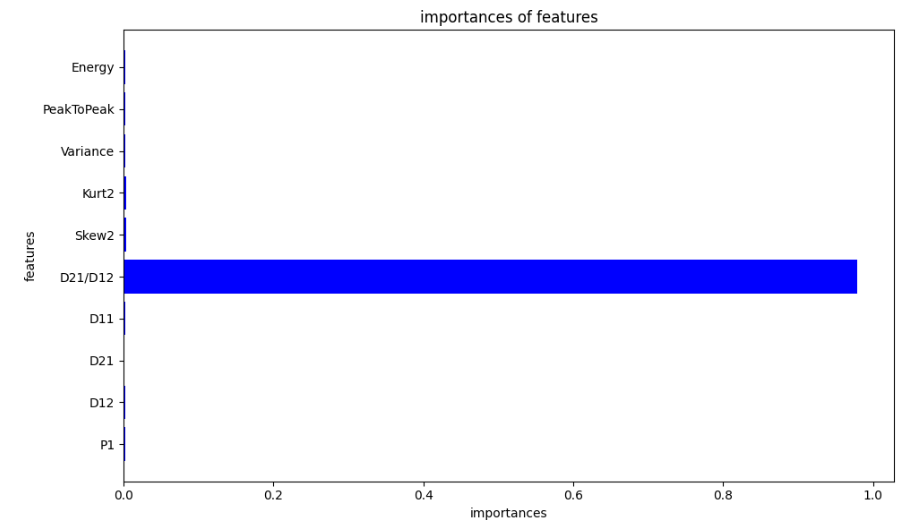 importances of features
Energy
PeakToPeak
Variance
Kurt2
Skew2
D21/D12
D11
D21
D12
P1
features
0.0 0.2 0.4 0.6 0.8 1.0
importances